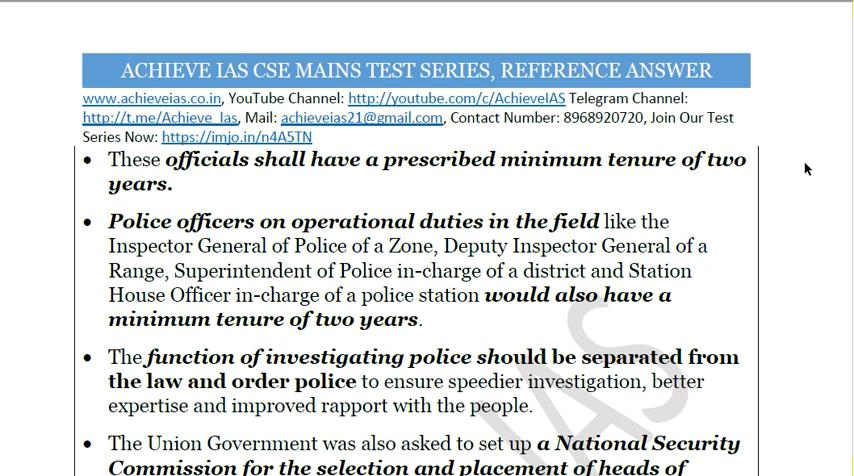 ACHIEVE IAS CSE MAINS TEST SERIES, REFERENCE ANSWER
www.achieveias.co.in, YouTube Channel: http://youtube.com/c/AchieveIAS Telegram Channel:
http://t.me/Achieve_Ias, Mail: achieveias21@gmail.com, Contact Number: 8968920720, Join Our Test
Series Now: https://imjo.in/n4A5TN
• These officials shall have a prescribed minimum tenure of two
years.
• Police officers on operational duties in the field like the
Inspector General of Police of a Zone, Deputy Inspector General of a
Range, Superintendent of Police in-charge of a district and Station
House Officer in-charge of a police station would also have a
minimum tenure of two years.
• The function of investigating police should be separated from
the law and order police to ensure speedier investigation, better
expertise and improved rapport with the people.
• The Union Government was also asked to set up a National Security
Commission for the selection and placement of heads of
IAS